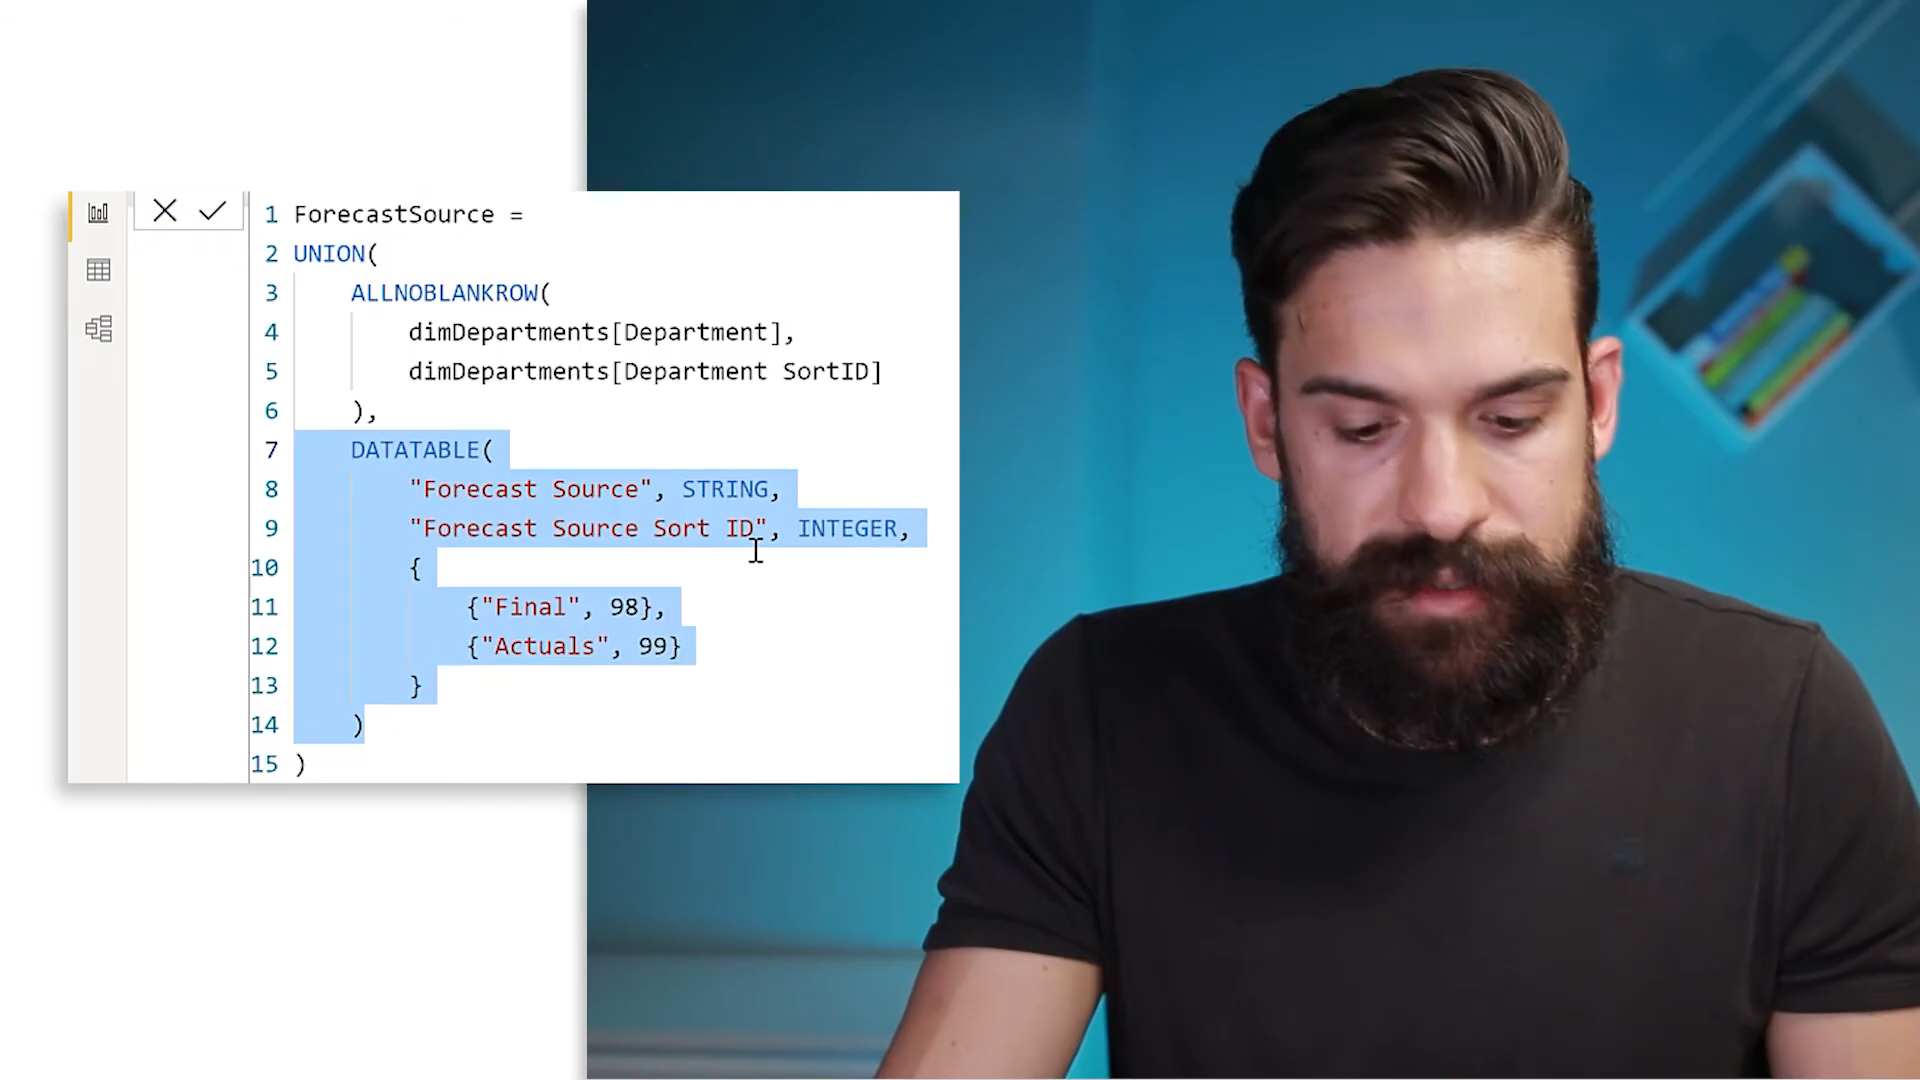 1 ForecastSource =
2 UNION(
3 ALLNOBLANKROW(
4 dimDepartments[Department],
5 dimDepartments[Department SortID]
6 ),
7 DATATABLE(
8 "Forecast Source", STRING,
9 "Forecast Source Sort ID", INTEGER,
10 {
11 {"Final", 98},
12 {"Actuals", 99}
13 }
14 )
15 )